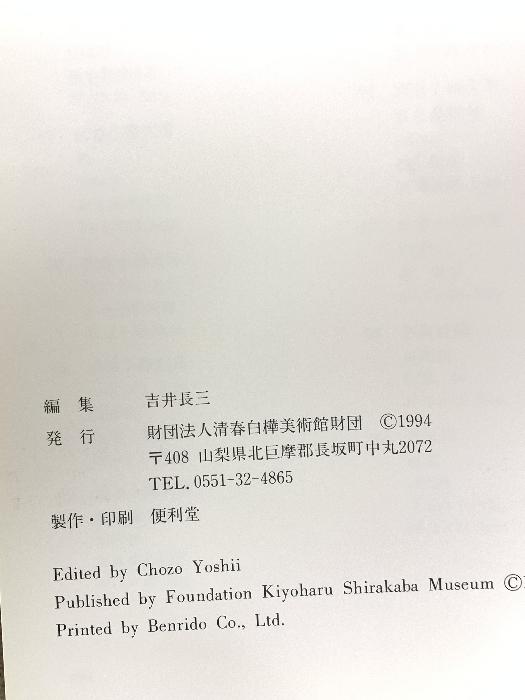 編 集 吉井長三
発 行 財団法人清春白樺美術館財団 ©1994
〒408 山梨県北巨摩郡長坂町中丸2072
TEL. 0551-32-4865
製作・印刷 便利堂
Edited by Chozo Yoshii
Published by Foundation Kiyoharu Shirakaba Museum ©
Printed by Benrido Co., Ltd.